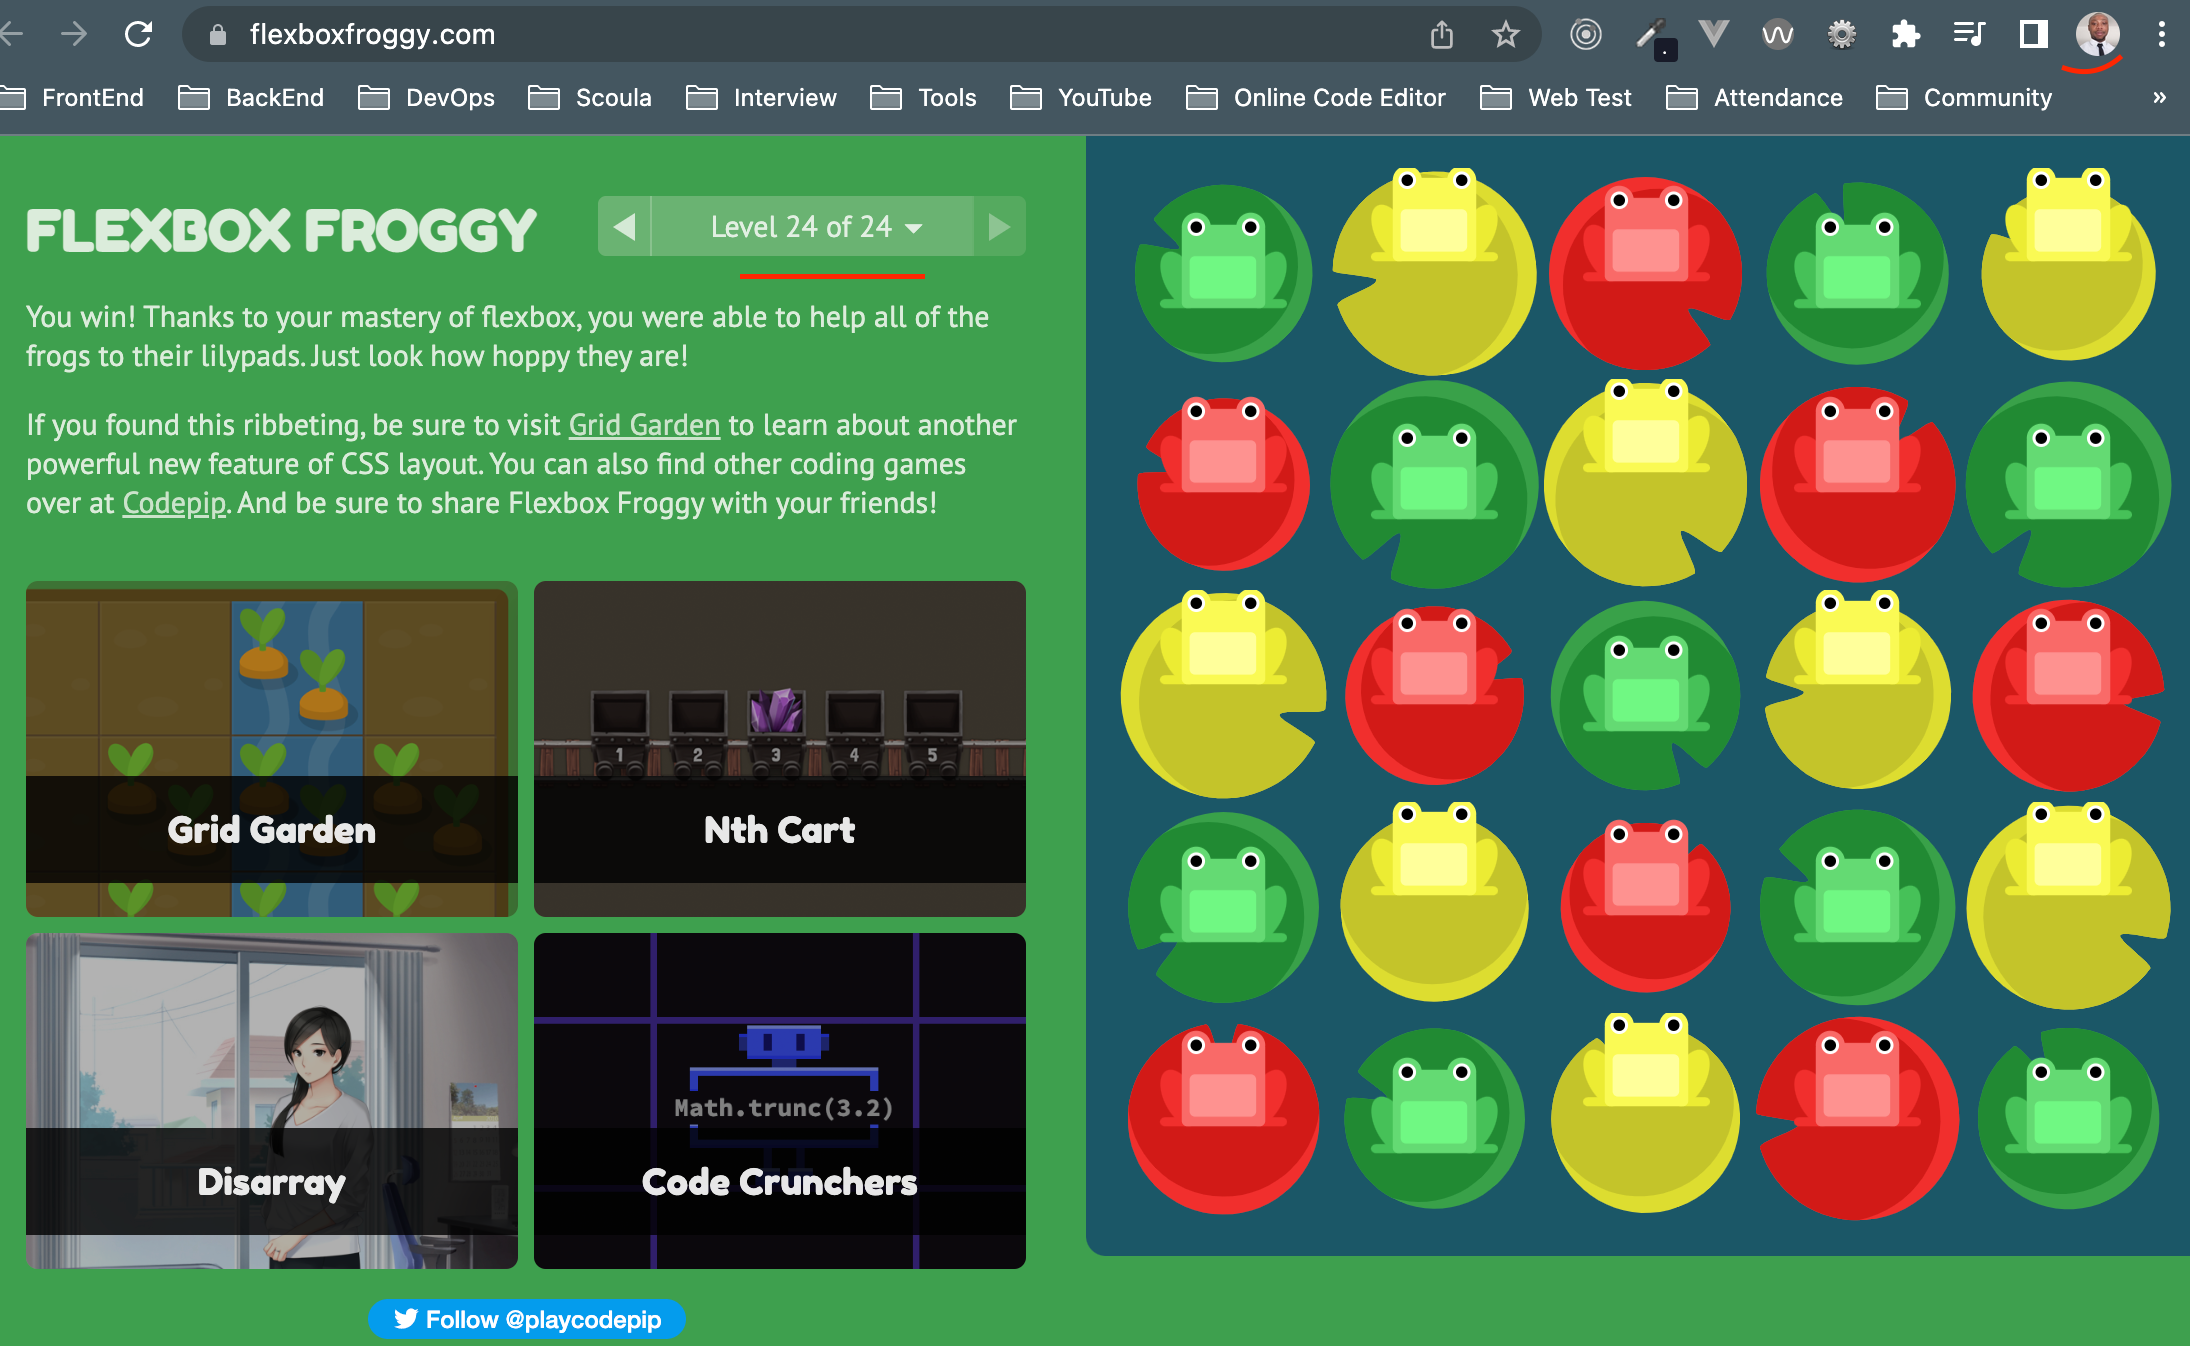 flexboxfroggy.com
FrontEnd BackEnd DevOps Scoula Interview Tools YouTube Online Code Editor Web Test Attendance Community »
FLEXBOX FROGGY
Level 24 of 24
You win! Thanks to your mastery of flexbox, you were able to help all of the
frogs to their lilypads. Just look how hoppy they are!
If you found this ribbeting, be sure to visit Grid Garden to learn about another
powerful new feature of CSS layout. You can also find other coding games
over at Codepip. And be sure to share Flexbox Froggy with your friends!
1 2 3 4 5
Grid Garden
Nth Cart
Math.trunc(3.2)
Disarray
Code Crunchers
Follow @playcodepip